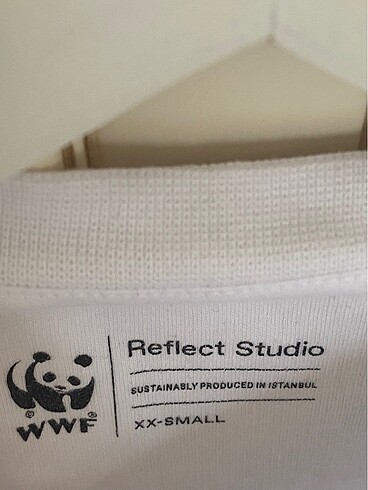 Reflect Studio
SUSTAINABLY PRODUCED IN ISTANBUL
XX-SMALL
© ®
WWF